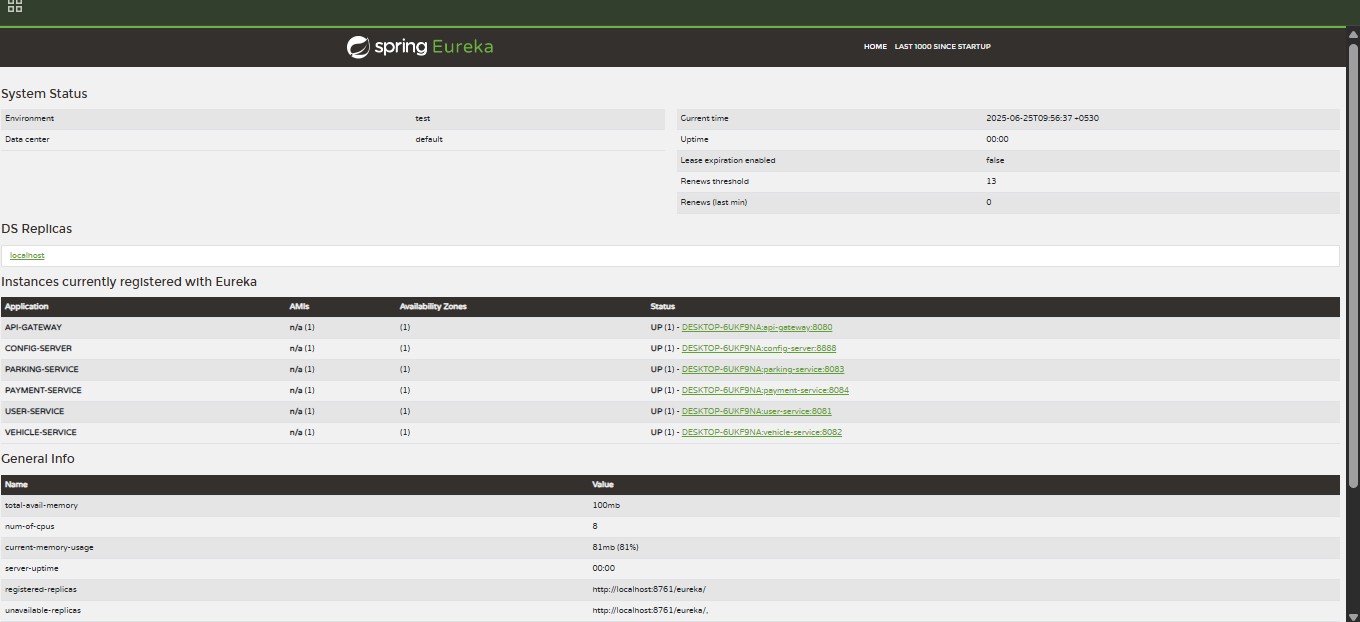 spring Eureka
HOME LAST 1000 SINCE STARTUP
System Status
Environment test
Data center default
Current time 2025-06-25T09:56:37 +0530
Uptime 00:00
Lease expiration enabled false
Renews threshold 13
Renews (last min) 0
DS Replicas
localhost
Instances currently registered with Eureka
Application AMIs Availability Zones Status
API-GATEWAY n/a (1) (1) UP (1) - DESKTOP-6UKF9NA:api-gateway:8080
CONFIG-SERVER n/a (1) (1) UP (1) - DESKTOP-6UKF9NA:config-server:8888
PARKING-SERVICE n/a (1) (1) UP (1) - DESKTOP-6UKF9NA:parking-service:8083
PAYMENT-SERVICE n/a (1) (1) UP (1) - DESKTOP-6UKF9NA:payment-service:8084
USER-SERVICE n/a (1) (1) UP (1) - DESKTOP-6UKF9NA:user-service:8081
VEHICLE-SERVICE n/a (1) (1) UP (1) - DESKTOP-6UKF9NA:vehicle-service:8082
General Info
Name Value
total-avail-memory 100mb
num-of-cpus 8
current-memory-usage 81mb (81%)
server-uptime 00:00
registered-replicas http://localhost:8761/eureka/
unavailable-replicas http://localhost:8761/eureka/,